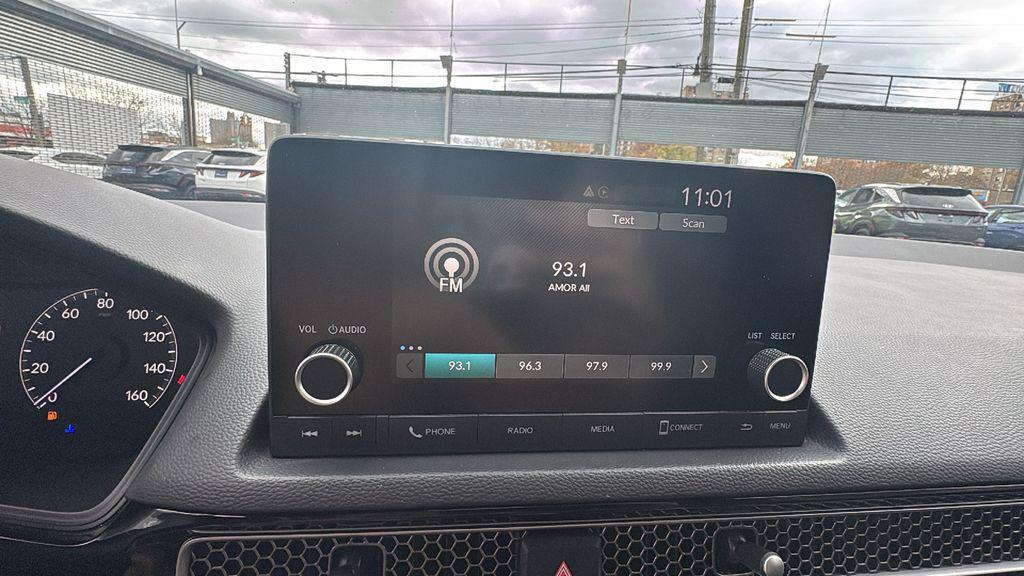 11:01
Text Scan
FM
93.1
AMOR All
VOL AUDIO
LIST SELECT
93.1 96.3 97.9 99.9
PHONE RADIO MEDIA CONNECT MENU
0 20 40 60 80 100 120 140 160